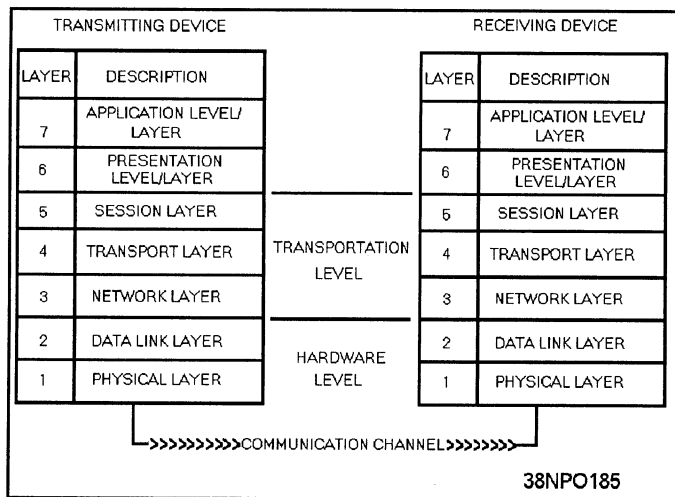 TRANSMITTING DEVICE
RECEIVING DEVICE
LAYER DESCRIPTION
7 APPLICATION LEVEL/
LAYER
6 PRESENTATION
LEVEL/LAYER
5 SESSION LAYER
4 TRANSPORT LAYER
3 NETWORK LAYER
2 DATA LINK LAYER
1 PHYSICAL LAYER
TRANSPORTATION
LEVEL
HARDWARE
LEVEL
LAYER DESCRIPTION
7 APPLICATION LEVEL/
LAYER
6 PRESENTATION
LEVEL/LAYER
5 SESSION LAYER
4 TRANSPORT LAYER
3 NETWORK LAYER
2 DATA LINK LAYER
1 PHYSICAL LAYER
>>>>>>>>>>COMMUNICATION CHANNEL>>>>>>>>
38NPO185